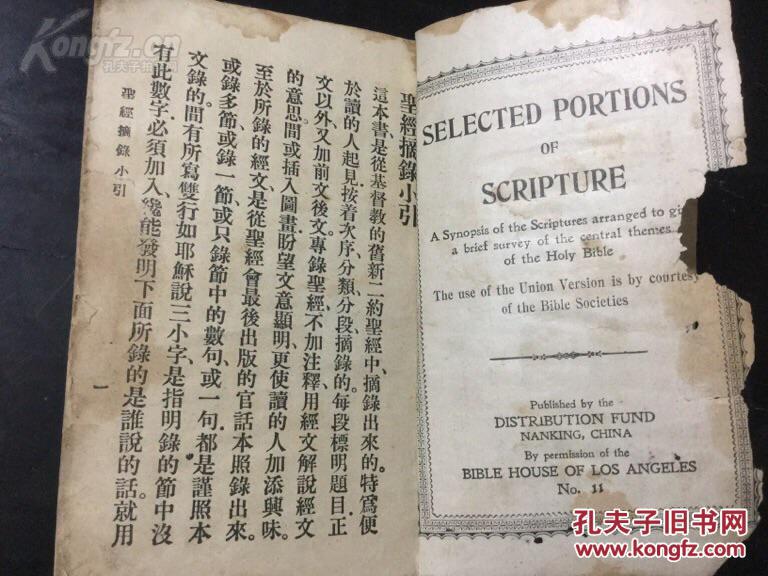 聖經摘錄小引
這本書是從基督教的舊新二約聖經中、摘錄出來的。特爲便
於讀的人起見、按着次序、分類分段摘錄的。每段標明題目正
文以外、又加前文後文、專錄聖經、不加注釋、用經文解說經文
的意思、間或插入圖畫、盼望文意顯明、更使讀的人加添興味。
至於所錄的經文、是從聖經會最後出版的官話本照錄出來。
或錄多節、或錄一節、或只錄節中的數句、或一句、都是謹照本
文錄的。間有所寫雙行如耶穌說三小字、是指明錄的節中沒
有此數字、必須加入、纔能發明下面所錄的是誰說的話。就用
聖經摘錄小引
一
SELECTED PORTIONS
OF
SCRIPTURE
A Synopsis of the Scriptures arranged to
a brief survey of the central themes
of the Holy Bible
The use of the Union Version is by courtesy
of the Bible Societies
Published by the
DISTRIBUTION FUND
NANKING, CHINA
By permission of the
BIBLE HOUSE OF LOS ANGELES
No. 11
Kongfz.cn
孔夫子拍卖网
孔夫子旧书网
www.Kongfz.com